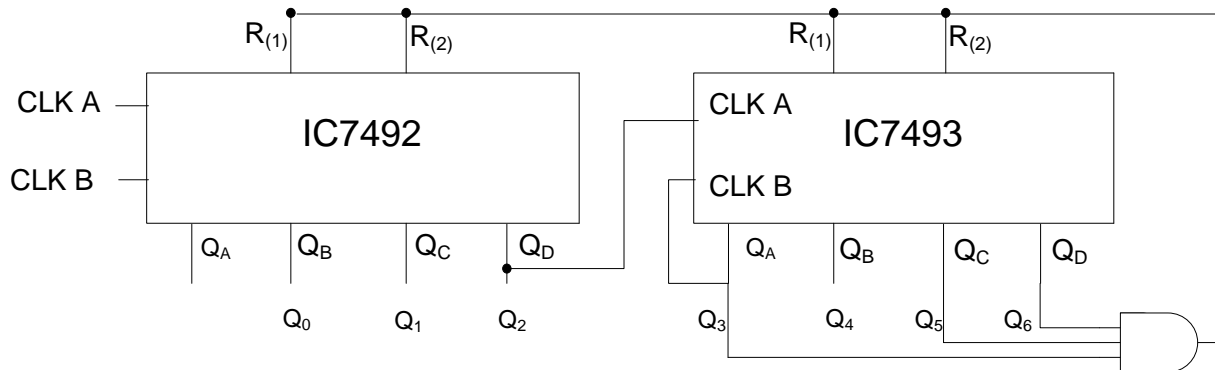 R(1) R(2) R(1) R(2)
CLK A IC7492 CLK A IC7493
CLK B CLK B
QA QB QC QD QA QB QC QD
Q0 Q1 Q2 Q3 Q4 Q5 Q6